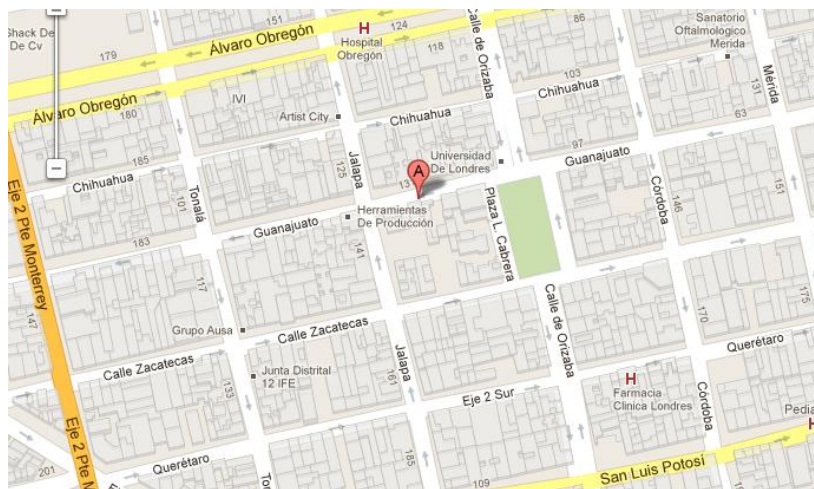 Shack De
De Cv
179
151
Álvaro Obregón
H
Hospital
Obregón
124
118
Calle de Orizaba
86
Sanatorio
Oftalmologico
Merida
103
Mérida
131
Álvaro Obregón
180
IVI
Artist City
Chihuahua
Chihuahua
63
97
Guanajuato
Universidad
De Londres
185
Chihuahua
Tonalá
101
125
Jalapa
A
Herramientas
De Producción
Guanajuato
183
Plaza L. Cabrera
Córdoba
146
151
Eje 2 Pte Monterrey
147
117
141
Grupo Ausa
Calle Zacatecas
Calle Zacatecas
Calle de Orizaba
170
175
Querétaro
Junta Distrital
12 IFE
133
161
Jalapa
Eje 2 Sur
H
Farmacia
Clinica Londres
Córdoba
Pedia
H
Eje 2 Pte M
201
Querétaro
185
109
San Luis Potosí